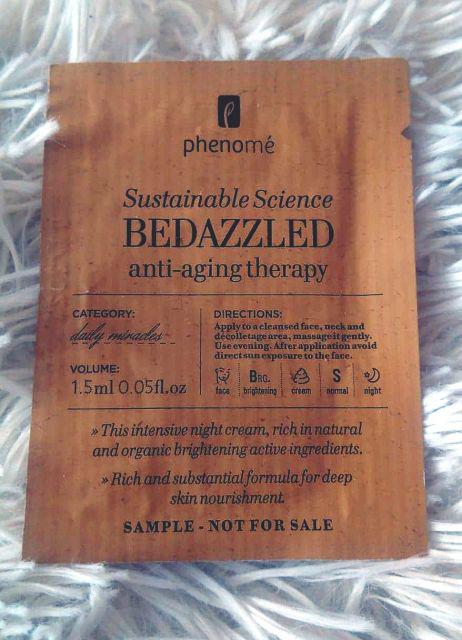 phenomé
Sustainable Science
BEDAZZLED
anti-aging therapy
CATEGORY:
daily miracles
VOLUME:
1.5ml 0.05fl.oz
DIRECTIONS:
Apply to a cleansed face, neck and
décolletage area, massage it gently.
Use evening. After application avoid
direct sun exposure to the face.
face
BRG.
brightening
cream
S
normal
night
» This intensive night cream, rich in natural
and organic brightening active ingredients.
» Rich and substantial formula for deep
skin nourishment.
SAMPLE - NOT FOR SALE